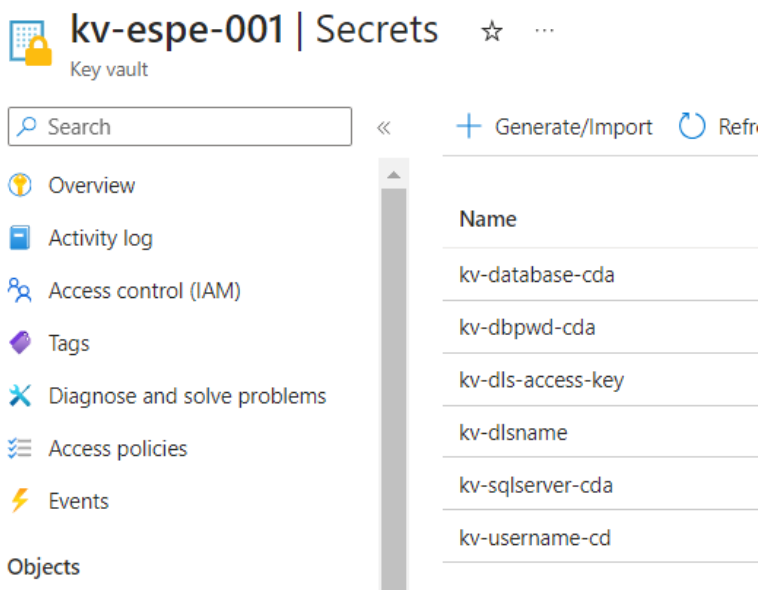 kv-espe-001 | Secrets
Key vault
Search
Generate/Import
Overview
Activity log
Access control (IAM)
Tags
Diagnose and solve problems
Access policies
Events
Objects
Name
kv-database-cda
kv-dbpwd-cda
kv-dls-access-key
kv-dlsname
kv-sqlserver-cda
kv-username-cd